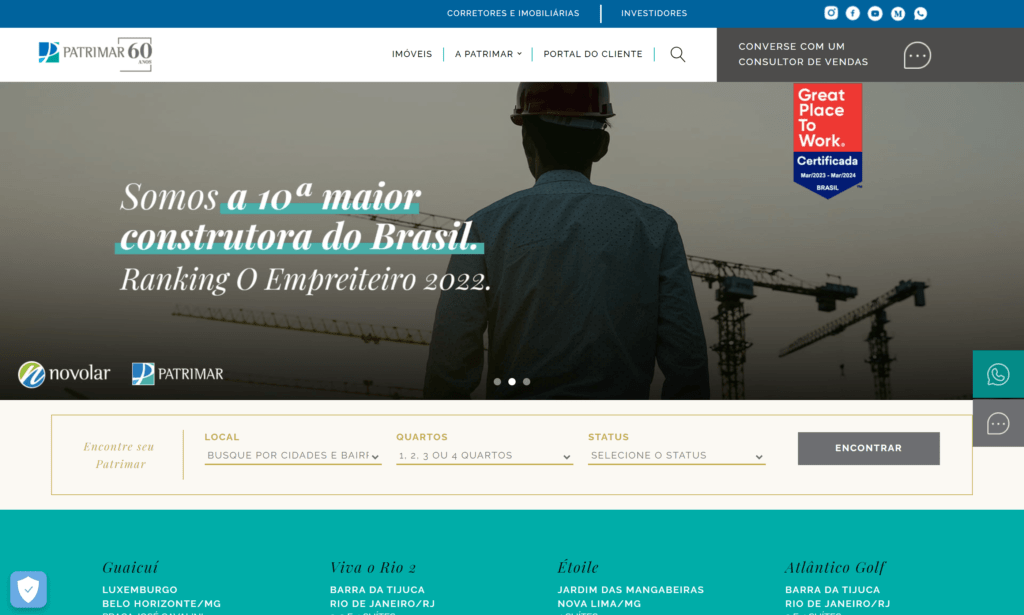 CORRETORES E IMOBILIÁRIAS
INVESTIDORES
PATRIMAR 60
ANOS
IMÓVEIS
A PATRIMAR
PORTAL DO CLIENTE
CONVERSE COM UM
CONSULTOR DE VENDAS
Great
Place
To
Work.
Certificada
Mar/2023 - Mar/2024
BRASIL
TM
Somos a 10ª maior
construtora do Brasil.
Ranking O Empreiteiro 2022.
novolar
PATRIMAR
Encontre seu
Patrimar
LOCAL
BUSQUE POR CIDADES E BAIRR
QUARTOS
1, 2, 3 OU 4 QUARTOS
STATUS
SELECIONE O STATUS
ENCONTRAR
Guaicuí
LUXEMBURGO
BELO HORIZONTE/MG
Viva o Rio 2
BARRA DA TIJUCA
RIO DE JANEIRO/RJ
Étoile
JARDIM DAS MANGABEIRAS
NOVA LIMA/MG
Atlântico Golf
BARRA DA TIJUCA
RIO DE JANEIRO/RJ